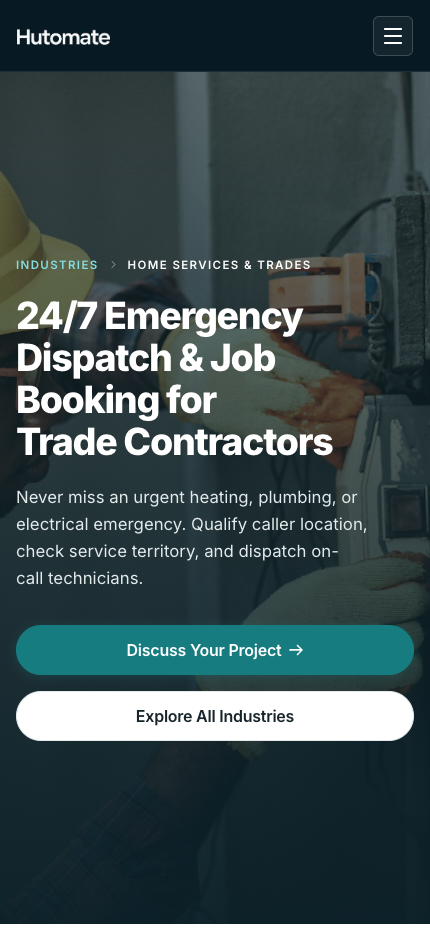 Hutomate
INDUSTRIES > HOME SERVICES & TRADES
24/7 Emergency
Dispatch & Job
Booking for
Trade Contractors
Never miss an urgent heating, plumbing, or
electrical emergency. Qualify caller location,
check service territory, and dispatch on-
call technicians.
Discuss Your Project →
Explore All Industries